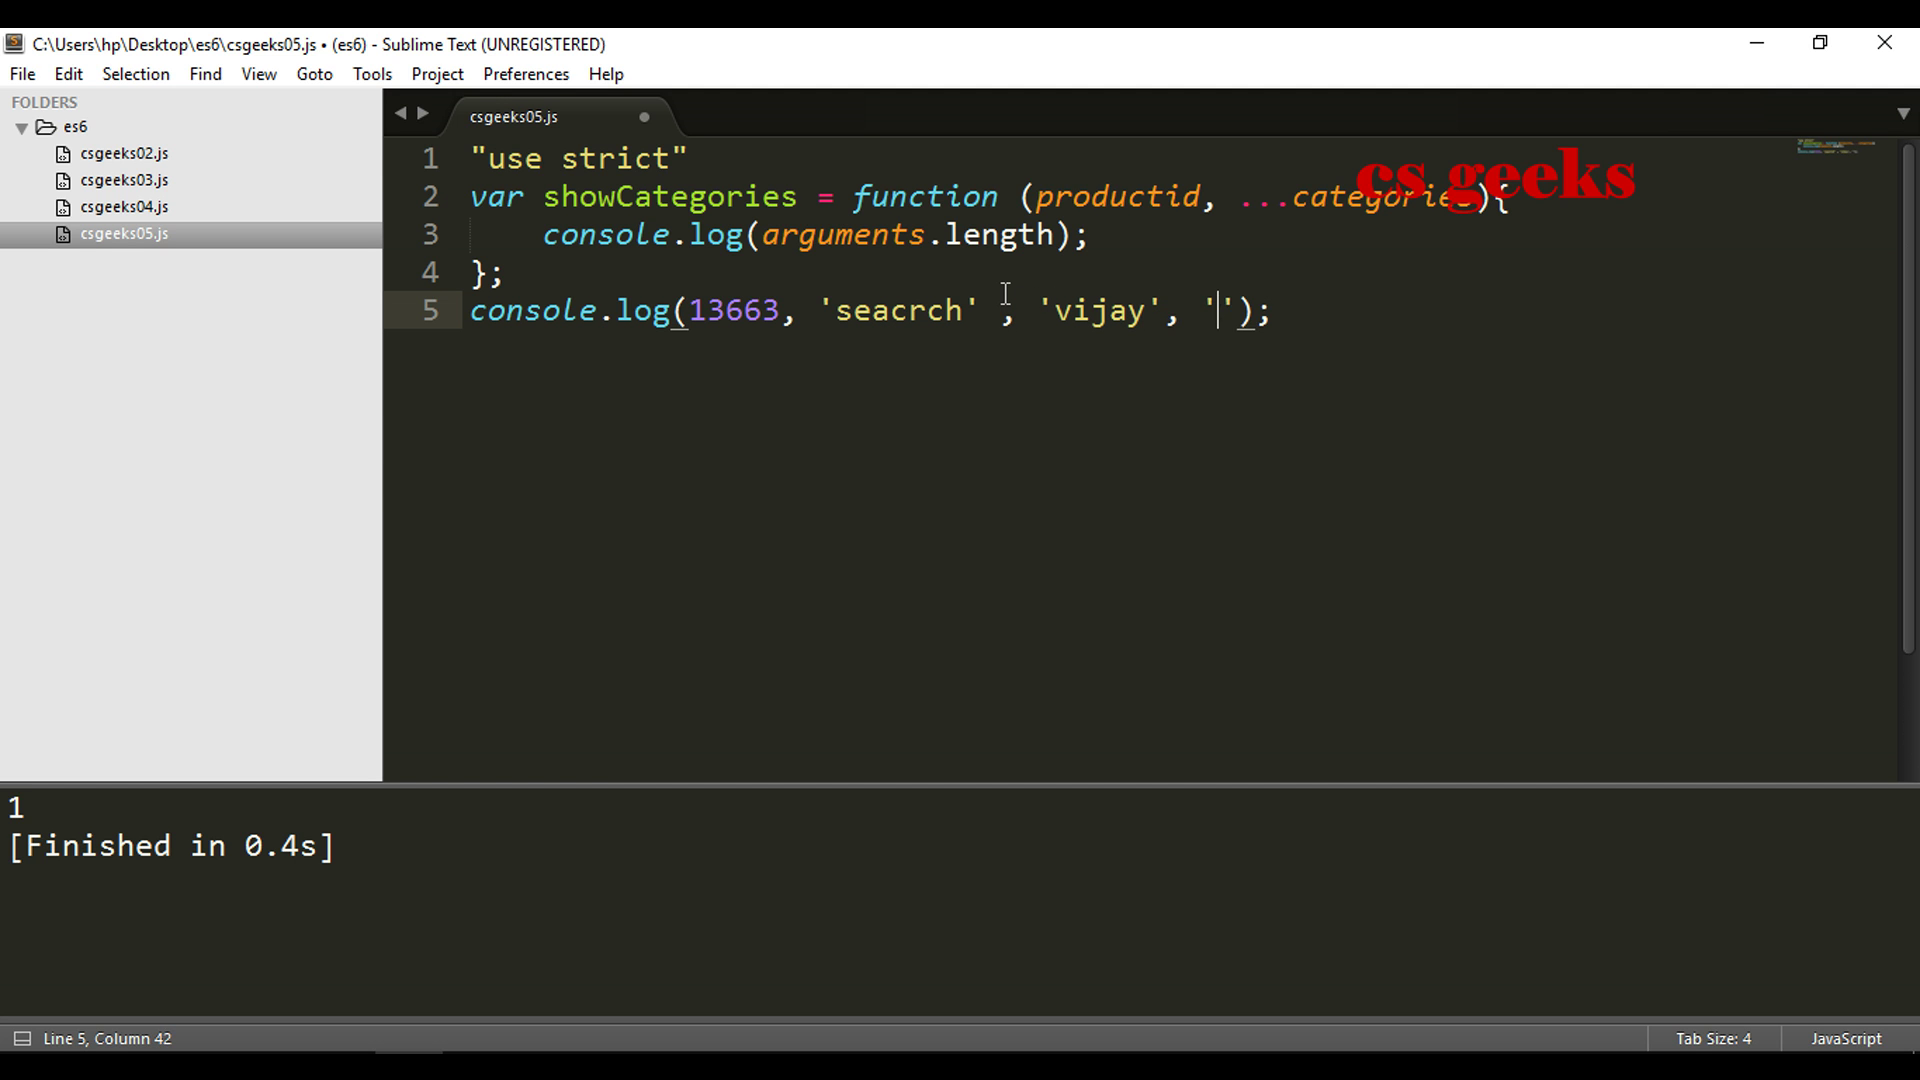 C:\Users\hp\Desktop\es6\csgeeks05.js • (es6) - Sublime Text (UNREGISTERED)
File Edit Selection Find View Goto Tools Project Preferences Help
FOLDERS
es6
csgeeks02.js
csgeeks03.js
csgeeks04.js
csgeeks05.js
csgeeks05.js
cs geeks
1 "use strict"
2 var showCategories = function (productid, ...categories){
3 console.log(arguments.length);
4 };
5 console.log(13663, 'seacrch' , 'vijay', '');
1
[Finished in 0.4s]
Line 5, Column 42
Tab Size: 4
JavaScript